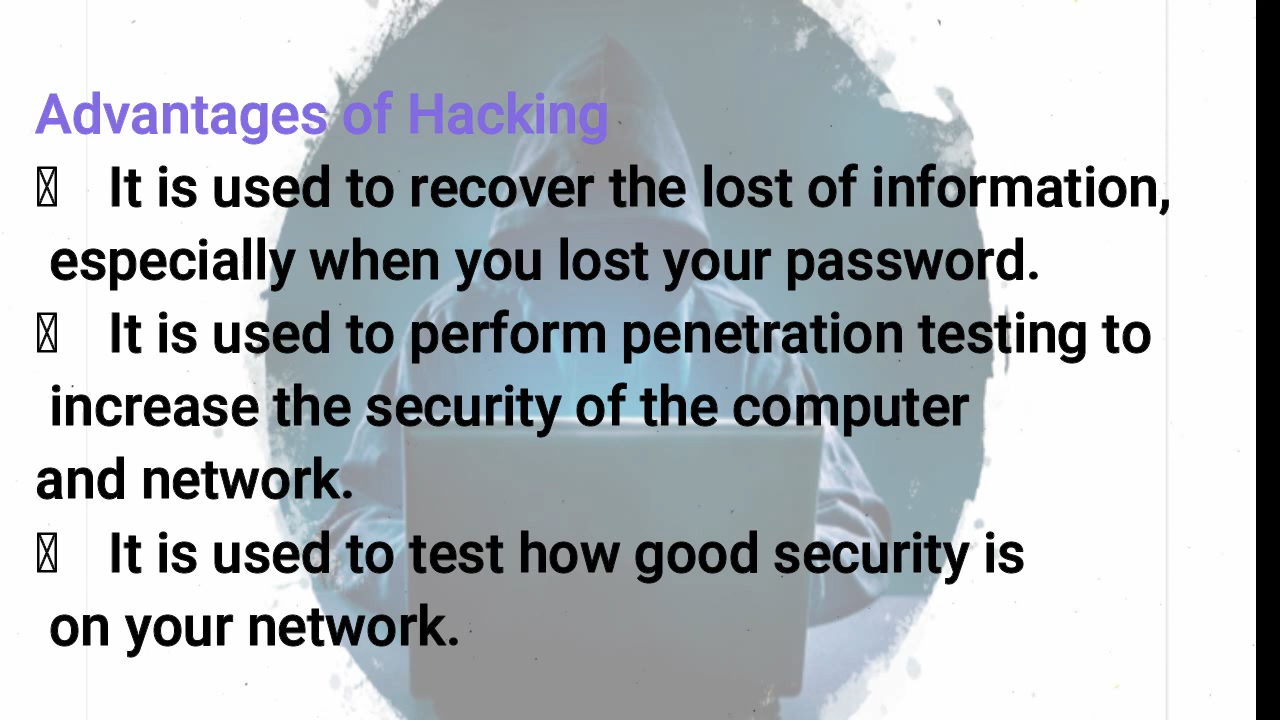 Advantages of Hacking
It is used to recover the lost of information,
especially when you lost your password.
It is used to perform penetration testing to
increase the security of the computer
and network.
It is used to test how good security is
on your network.